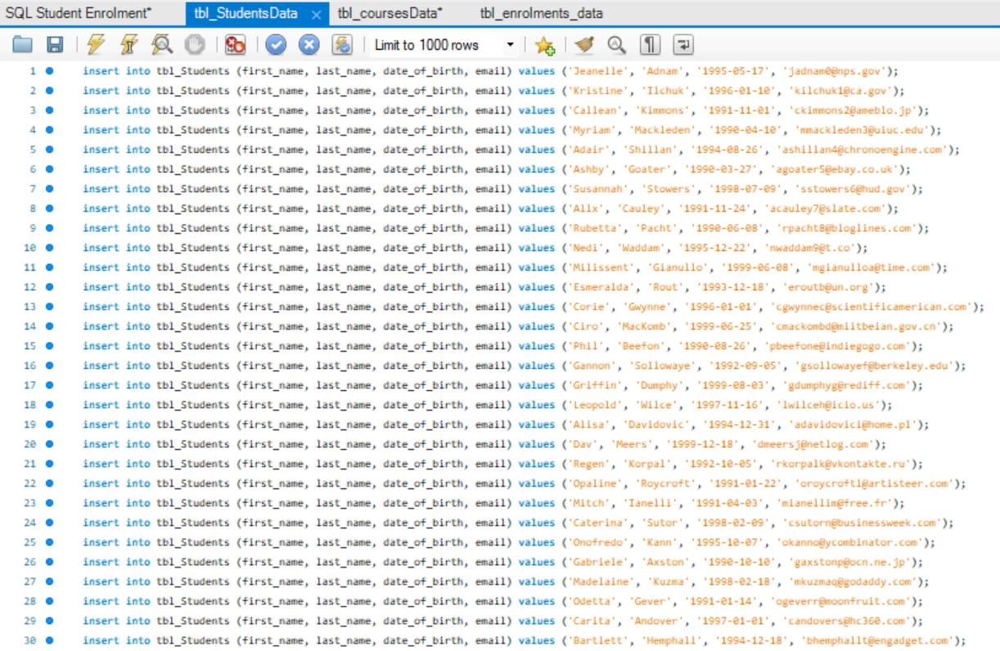 SQL Student Enrolment* tbl_StudentsData × tbl_coursesData* tbl_enrolments_data
Limit to 1000 rows
1 insert into tbl_Students (first_name, last_name, date_of_birth, email) values ('Jeanelle', 'Adnam', '1995-05-17', 'jadnam0@nps.gov');
2 insert into tbl_Students (first_name, last_name, date_of_birth, email) values ('Kristine', 'Ilchuk', '1996-01-10', 'kilchuk1@ca.gov');
3 insert into tbl_Students (first_name, last_name, date_of_birth, email) values ('Callean', 'Kimmons', '1991-11-01', 'ckimmons2@ameblo.jp');
4 insert into tbl_Students (first_name, last_name, date_of_birth, email) values ('Myriam', 'Mackleden', '1990-04-10', 'mmackleden3@uiuc.edu');
5 insert into tbl_Students (first_name, last_name, date_of_birth, email) values ('Adair', 'Shillan', '1994-08-26', 'ashillan4@chronoengine.com');
6 insert into tbl_Students (first_name, last_name, date_of_birth, email) values ('Ashby', 'Goater', '1990-03-27', 'agoater5@ebay.co.uk');
7 insert into tbl_Students (first_name, last_name, date_of_birth, email) values ('Susannah', 'Stowers', '1998-07-09', 'sstowers6@hud.gov');
8 insert into tbl_Students (first_name, last_name, date_of_birth, email) values ('Allx', 'Cauley', '1991-11-24', 'acauley7@slate.com');
9 insert into tbl_Students (first_name, last_name, date_of_birth, email) values ('Rubetta', 'Pacht', '1990-06-08', 'rpacht8@bloglines.com');
10 insert into tbl_Students (first_name, last_name, date_of_birth, email) values ('Nedi', 'Waddam', '1995-12-22', 'nwaddam9@t.co');
11 insert into tbl_Students (first_name, last_name, date_of_birth, email) values ('Milissent', 'Gianullo', '1999-06-08', 'mgianulloa@time.com');
12 insert into tbl_Students (first_name, last_name, date_of_birth, email) values ('Esmeralda', 'Rout', '1993-12-18', 'eroutb@un.org');
13 insert into tbl_Students (first_name, last_name, date_of_birth, email) values ('Corie', 'Gwynne', '1996-01-01', 'cgwynnec@scientificamerican.com');
14 insert into tbl_Students (first_name, last_name, date_of_birth, email) values ('Ciro', 'MacKomb', '1999-06-25', 'cmackombd@miitbeian.gov.cn');
15 insert into tbl_Students (first_name, last_name, date_of_birth, email) values ('Phil', 'Beefon', '1990-08-26', 'pbeefone@indiegogo.com');
16 insert into tbl_Students (first_name, last_name, date_of_birth, email) values ('Gannon', 'Sollowaye', '1992-09-05', 'gsollowayef@berkeley.edu');
17 insert into tbl_Students (first_name, last_name, date_of_birth, email) values ('Griffin', 'Dumphy', '1999-08-03', 'gdumphyg@rediff.com');
18 insert into tbl_Students (first_name, last_name, date_of_birth, email) values ('Leopold', 'Wilce', '1997-11-16', 'lwilceh@icio.us');
19 insert into tbl_Students (first_name, last_name, date_of_birth, email) values ('Alisa', 'Davidovic', '1994-12-31', 'adavidovici@home.pl');
20 insert into tbl_Students (first_name, last_name, date_of_birth, email) values ('Dav', 'Meers', '1999-12-18', 'dmeersj@netlog.com');
21 insert into tbl_Students (first_name, last_name, date_of_birth, email) values ('Regen', 'Korpal', '1992-10-05', 'rkorpalk@vkontakte.ru');
22 insert into tbl_Students (first_name, last_name, date_of_birth, email) values ('Opaline', 'Roycroft', '1991-01-22', 'oroycroftl@artisteer.com');
23 insert into tbl_Students (first_name, last_name, date_of_birth, email) values ('Mitch', 'Ianelli', '1991-04-03', 'mianellim@free.fr');
24 insert into tbl_Students (first_name, last_name, date_of_birth, email) values ('Caterina', 'Sutor', '1998-02-09', 'csutorn@businessweek.com');
25 insert into tbl_Students (first_name, last_name, date_of_birth, email) values ('Onofredo', 'Kann', '1995-10-07', 'okanno@ycombinator.com');
26 insert into tbl_Students (first_name, last_name, date_of_birth, email) values ('Gabriele', 'Axston', '1990-10-10', 'gaxstonp@ocn.ne.jp');
27 insert into tbl_Students (first_name, last_name, date_of_birth, email) values ('Madelaine', 'Kuzma', '1998-02-18', 'mkuzmaq@godaddy.com');
28 insert into tbl_Students (first_name, last_name, date_of_birth, email) values ('Odetta', 'Gever', '1991-01-14', 'ogeverr@moonfruit.com');
29 insert into tbl_Students (first_name, last_name, date_of_birth, email) values ('Carita', 'Andover', '1997-01-01', 'candovers@hc360.com');
30 insert into tbl_Students (first_name, last_name, date_of_birth, email) values ('Bartlett', 'Hemphall', '1994-12-18', 'bhemphallt@engadget.com');